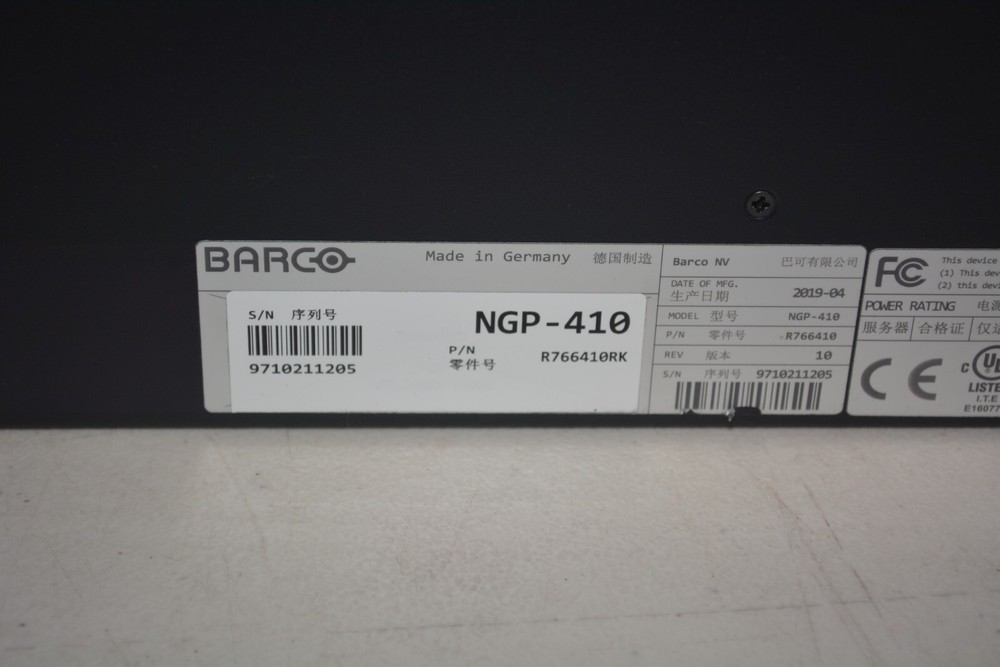 BARCO
Made in Germany 德国制造
S/N 序列号
9710211205
NGP-410
P/N
零件号
R766410RK
Barco NV 巴可有限公司
DATE OF MFG.
生产日期
2019-04
MODEL 型号 NGP-410
P/N 零件号 R766410
REV 版本 10
S/N 序列号 9710211205
FC
This device
(1) This
(2) this
POWER RATING
服务器 合格证
CE
C UL
I.T.E